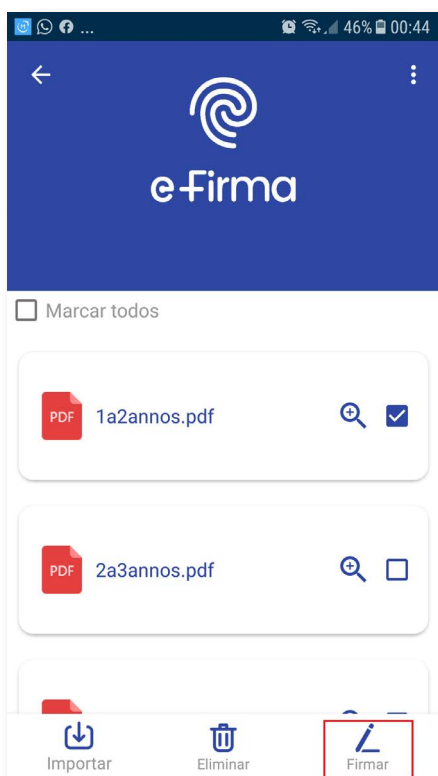 ... 46% 00:44
e-Firma
Marcar todos
PDF 1a2annos.pdf
PDF 2a3annos.pdf
Importar Eliminar Firmar